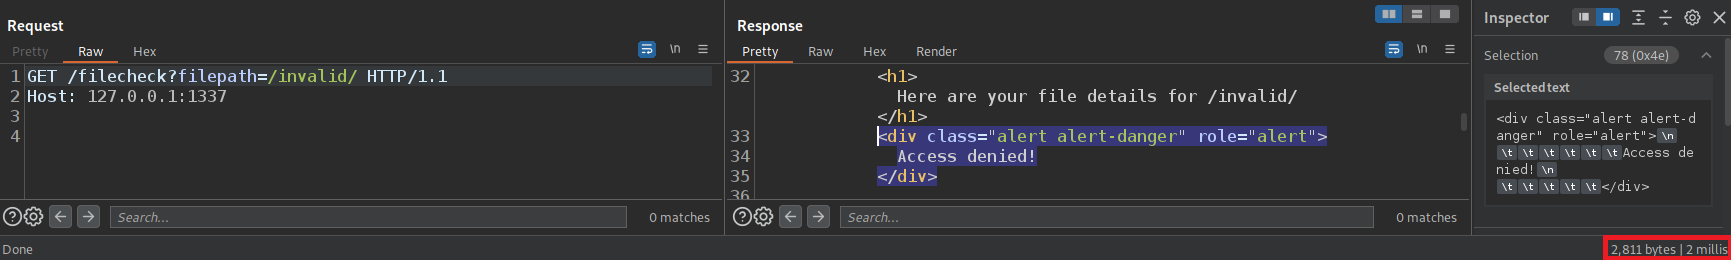 Request
Pretty Raw Hex
\n
1 GET /filecheck?filepath=/invalid/ HTTP/1.1
2 Host: 127.0.0.1:1337
3
4
Search...
0 matches
Done
Response
Pretty Raw Hex Render
\n
32 <h1>
Here are your file details for /invalid/
</h1>
33 <div class="alert alert-danger" role="alert">
34 Access denied!
35 </div>
36
Search...
0 matches
Inspector
Selection 78 (0x4e)
Selected text
<div class="alert alert-d
anger" role="alert"> \n
\t \t \t \t \t \t Access de
nied! \n
\t \t \t \t \t </div>
2,811 bytes | 2 millis